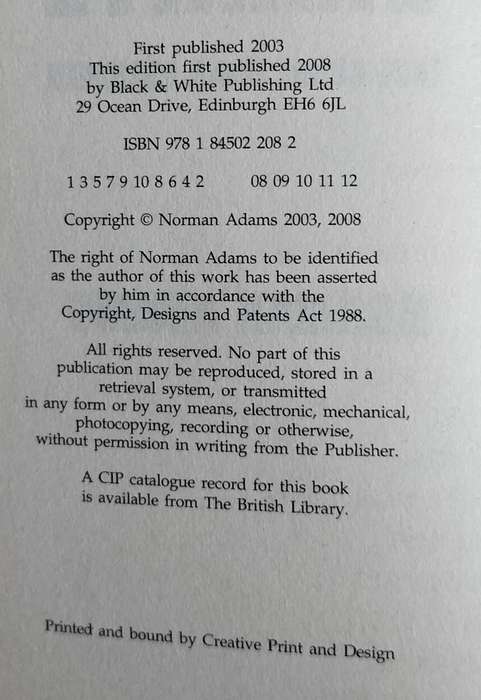 First published 2003
This edition first published 2008
by Black & White Publishing Ltd
29 Ocean Drive, Edinburgh EH6 6JL
ISBN 978 1 84502 208 2
1 3 5 7 9 10 8 6 4 2 08 09 10 11 12
Copyright © Norman Adams 2003, 2008
The right of Norman Adams to be identified
as the author of this work has been asserted
by him in accordance with the
Copyright, Designs and Patents Act 1988.
All rights reserved. No part of this
publication may be reproduced, stored in a
retrieval system, or transmitted
in any form or by any means, electronic, mechanical,
photocopying, recording or otherwise,
without permission in writing from the Publisher.
A CIP catalogue record for this book
is available from The British Library.
Printed and bound by Creative Print and Design